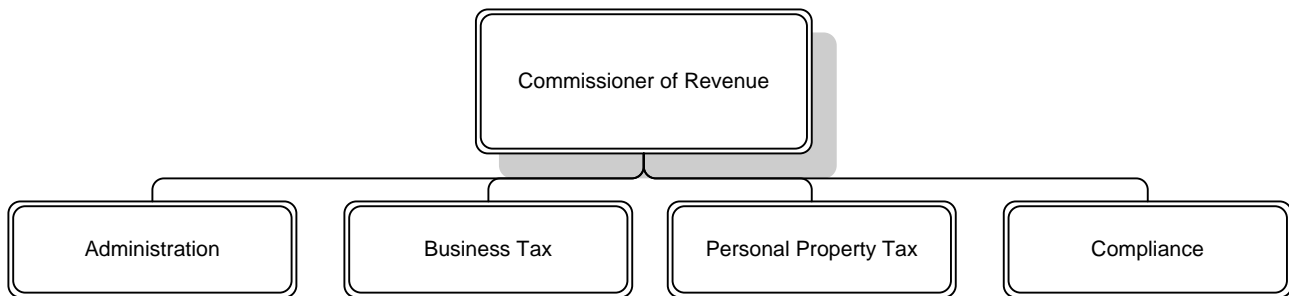 Commissioner of Revenue
Administration
Business Tax
Personal Property Tax
Compliance